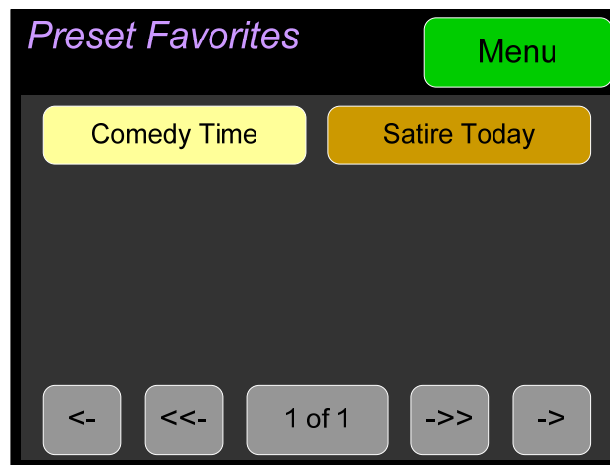 Preset Favorites
Menu
Comedy Time
Satire Today
<-
<<-
1 of 1
->>
->